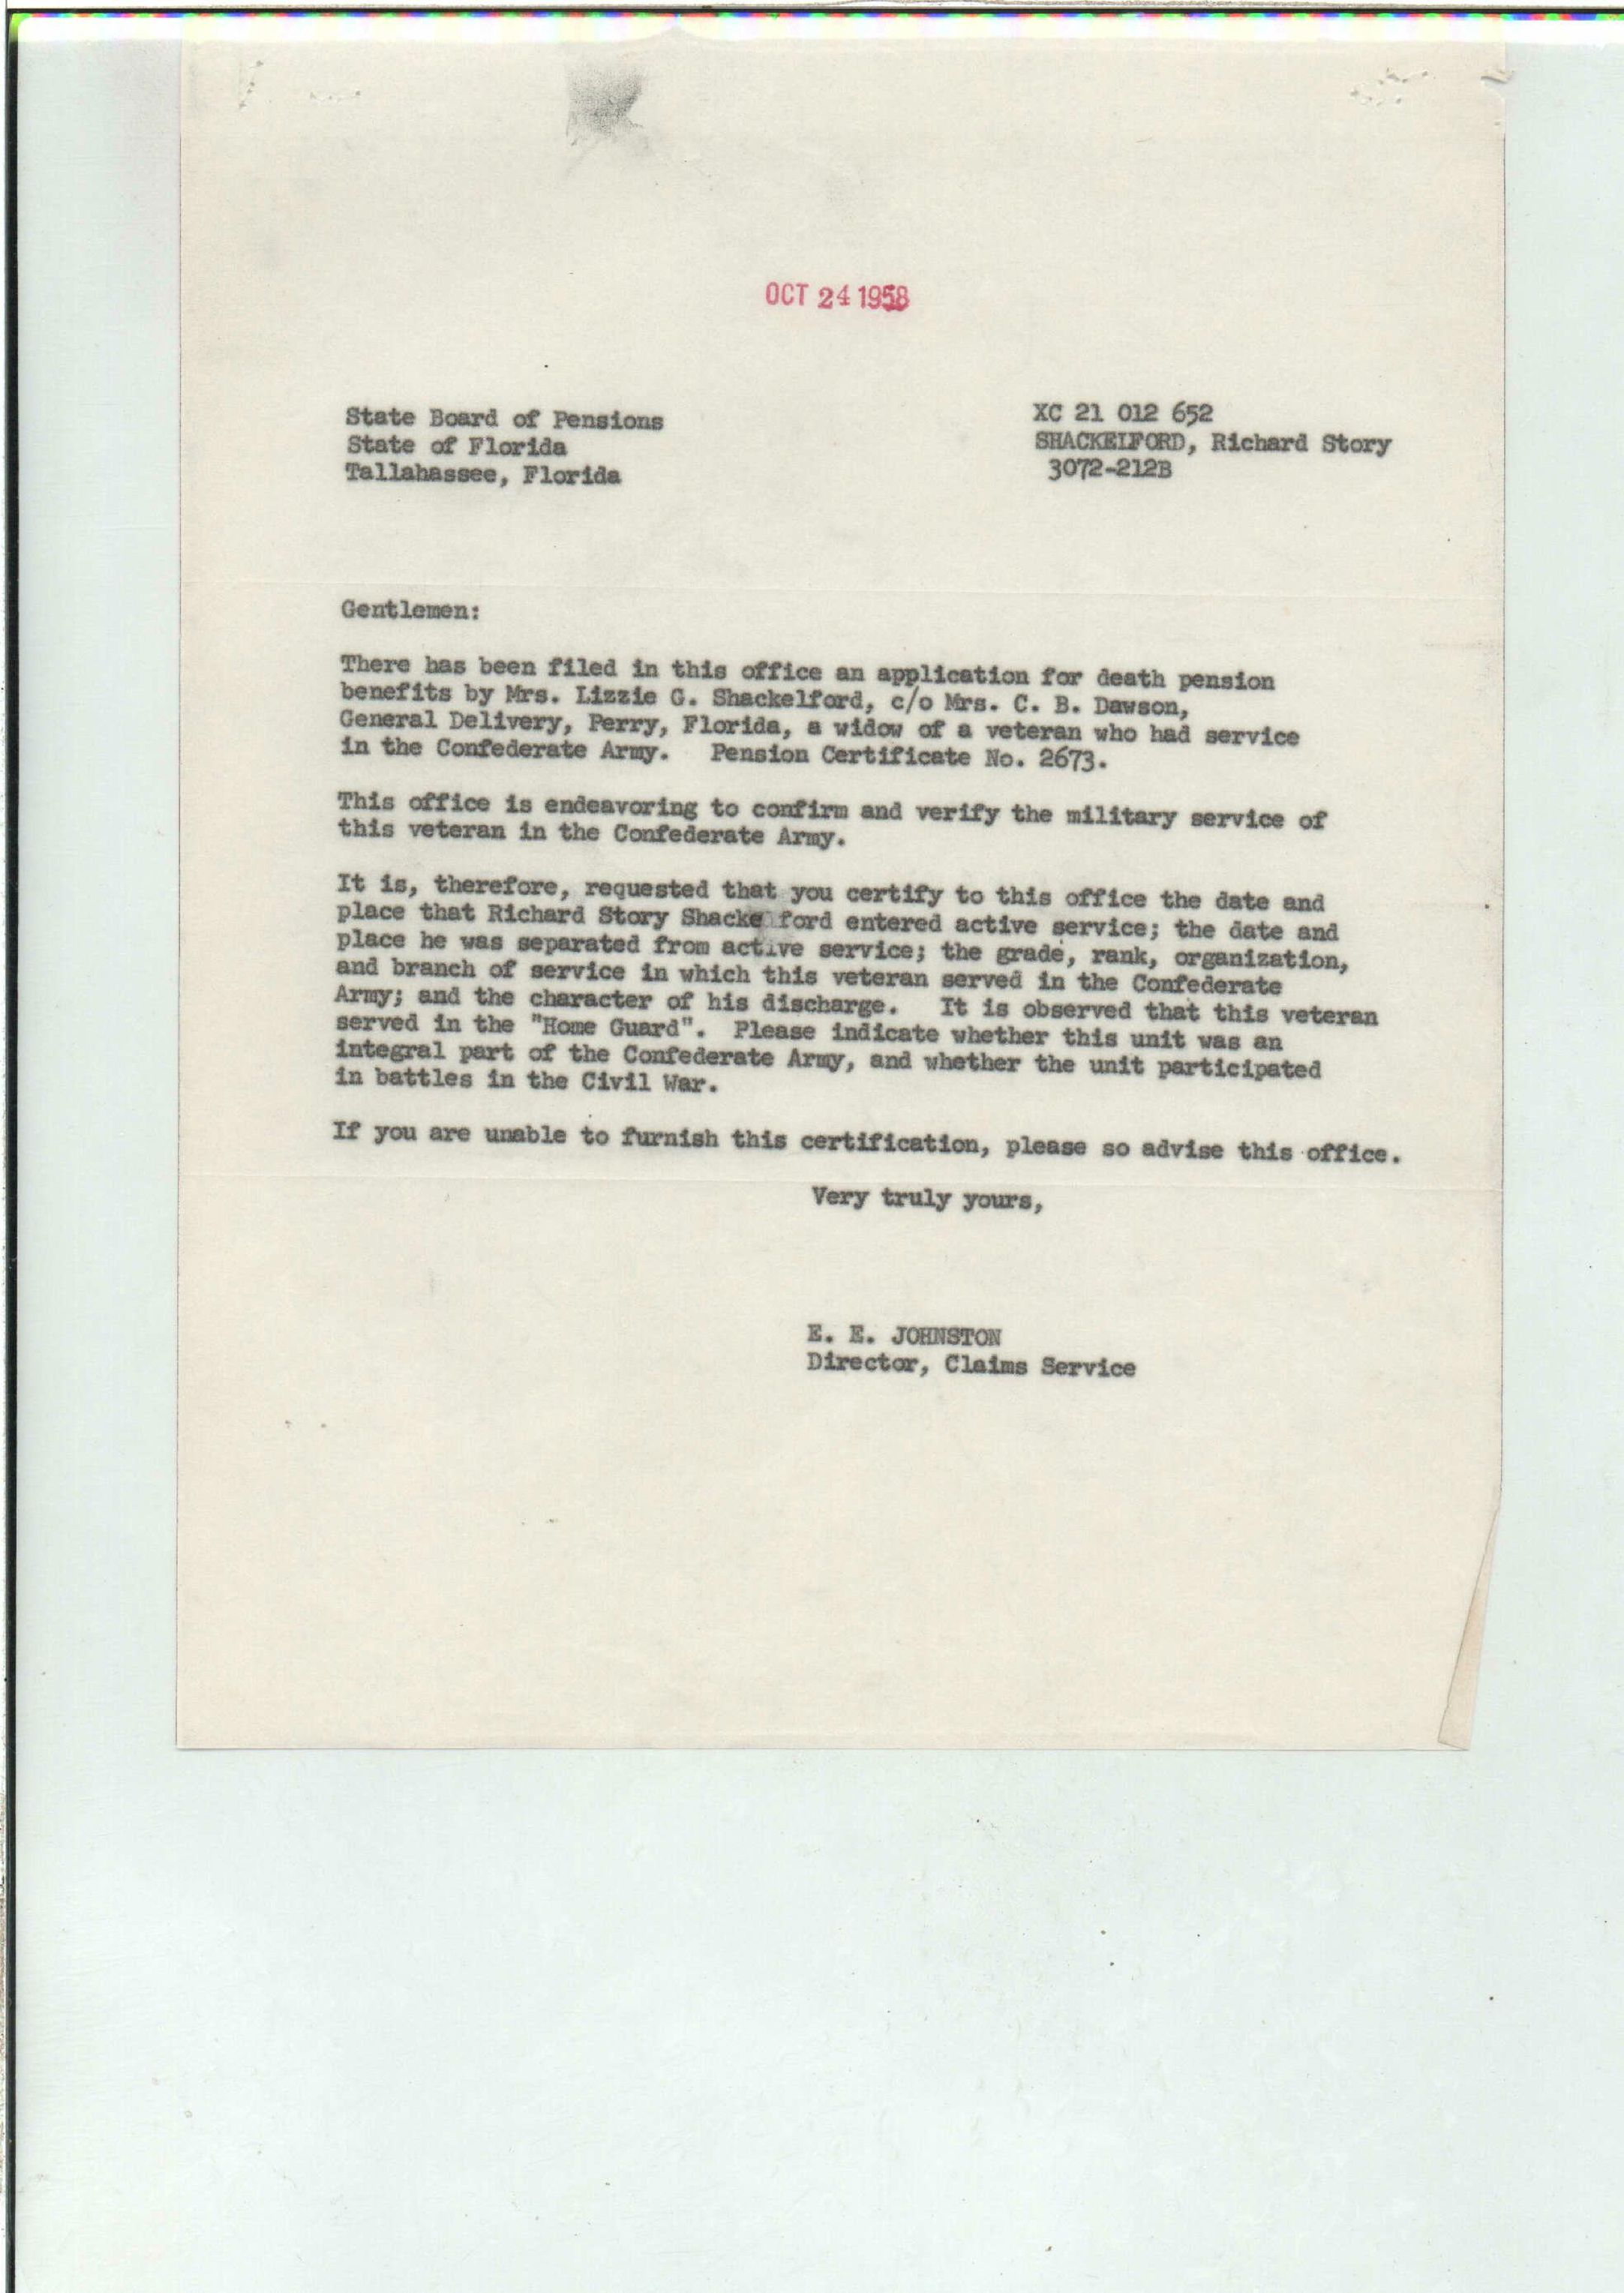 OCT 24 1958
State Board of Pensions
State of Florida
Tallahassee, Florida
XC 21 012 652
SHACKELFORD, Richard Story
3072-212B
Gentlemen:
There has been filed in this office an application for death pension
benefits by Mrs. Lizzie G. Shackelford, c/o Mrs. C. B. Dawson,
General Delivery, Perry, Florida, a widow of a veteran who had service
in the Confederate Army. Pension Certificate No. 2673.
This office is endeavoring to confirm and verify the military service of
this veteran in the Confederate Army.
It is, therefore, requested that you certify to this office the date and
place that Richard Story Shacke ford entered active service; the date and
place he was separated from active service; the grade, rank, organization,
and branch of service in which this veteran served in the Confederate
Army; and the character of his discharge. It is observed that this veteran
served in the "Home Guard". Please indicate whether this unit was an
integral part of the Confederate Army, and whether the unit participated
in battles in the Civil War.
If you are unable to furnish this certification, please so advise this office.
Very truly yours,
E. E. JOHNSTON
Director, Claims Service